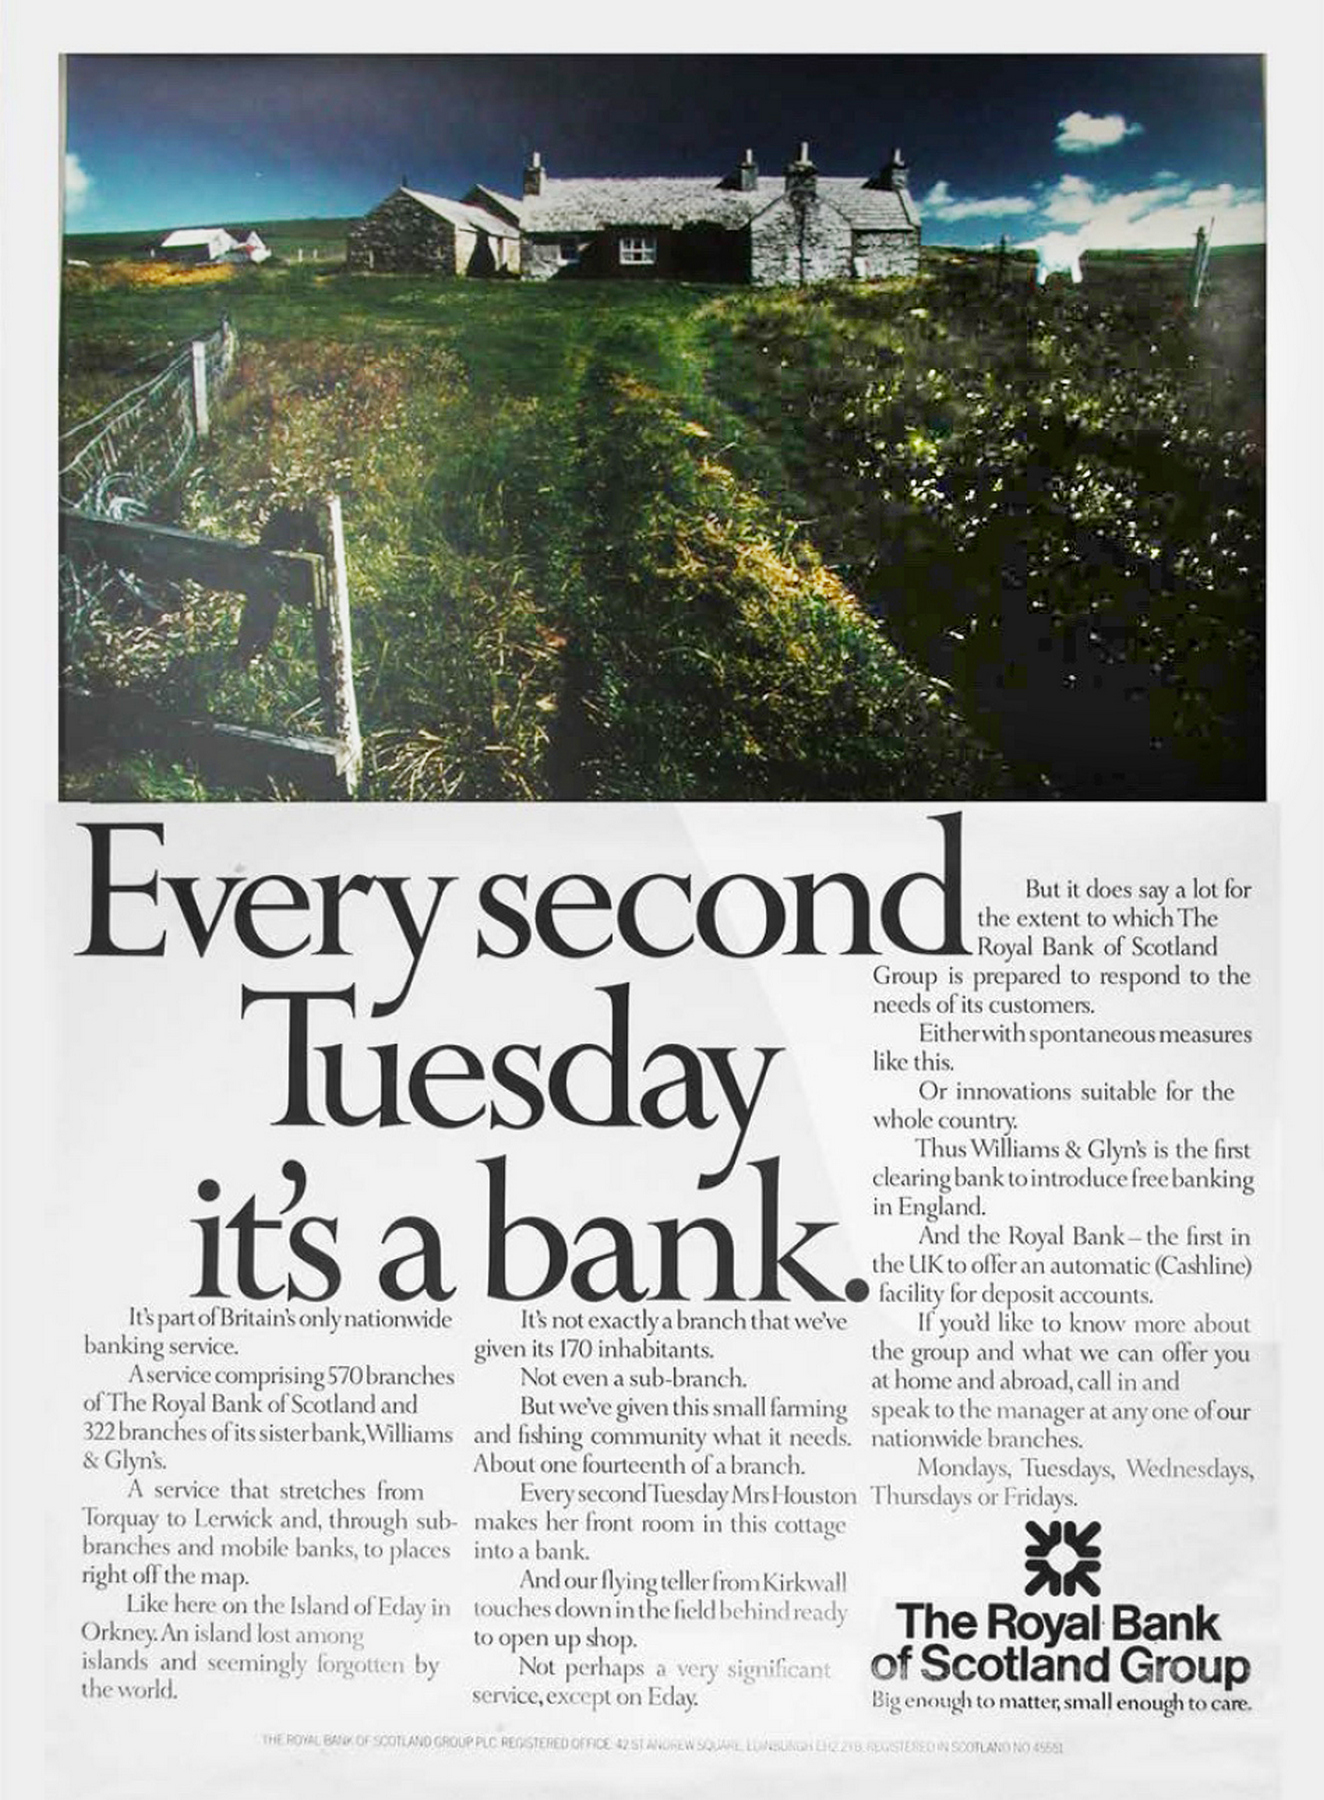 Every second
Tuesday
it's a bank.
It's part of Britain's only nationwide
banking service.
A service comprising 570 branches
of The Royal Bank of Scotland and
322 branches of its sister bank, Williams
& Glyn's.
A service that stretches from
Torquay to Lerwick and, through sub-
branches and mobile banks, to places
right off the map.
Like here on the Island of Eday in
Orkney. An island lost among
islands and seemingly forgotten by
the world.
It's not exactly a branch that we've
given its 170 inhabitants.
Not even a sub-branch.
But we've given this small farming
and fishing community what it needs.
About one fourteenth of a branch.
Every second Tuesday Mrs Houston
makes her front room in this cottage
into a bank.
And our flying teller from Kirkwall
touches down in the field behind ready
to open up shop.
Not perhaps a very significant
service, except on Eday.
But it does say a lot for
the extent to which The
Royal Bank of Scotland
Group is prepared to respond to the
needs of its customers.
Either with spontaneous measures
like this.
Or innovations suitable for the
whole country.
Thus Williams & Glyn's is the first
clearing bank to introduce free banking
in England.
And the Royal Bank – the first in
the UK to offer an automatic (Cashline)
facility for deposit accounts.
If you'd like to know more about
the group and what we can offer you
at home and abroad, call in and
speak to the manager at any one of our
nationwide branches.
Mondays, Tuesdays, Wednesdays,
Thursdays or Fridays.
The Royal Bank
of Scotland Group
Big enough to matter, small enough to care.
THE ROYAL BANK OF SCOTLAND GROUP PLC. REGISTERED OFFICE: 42 ST ANDREW SQUARE, EDINBURGH EH2 2YB. REGISTERED IN SCOTLAND NO 45551